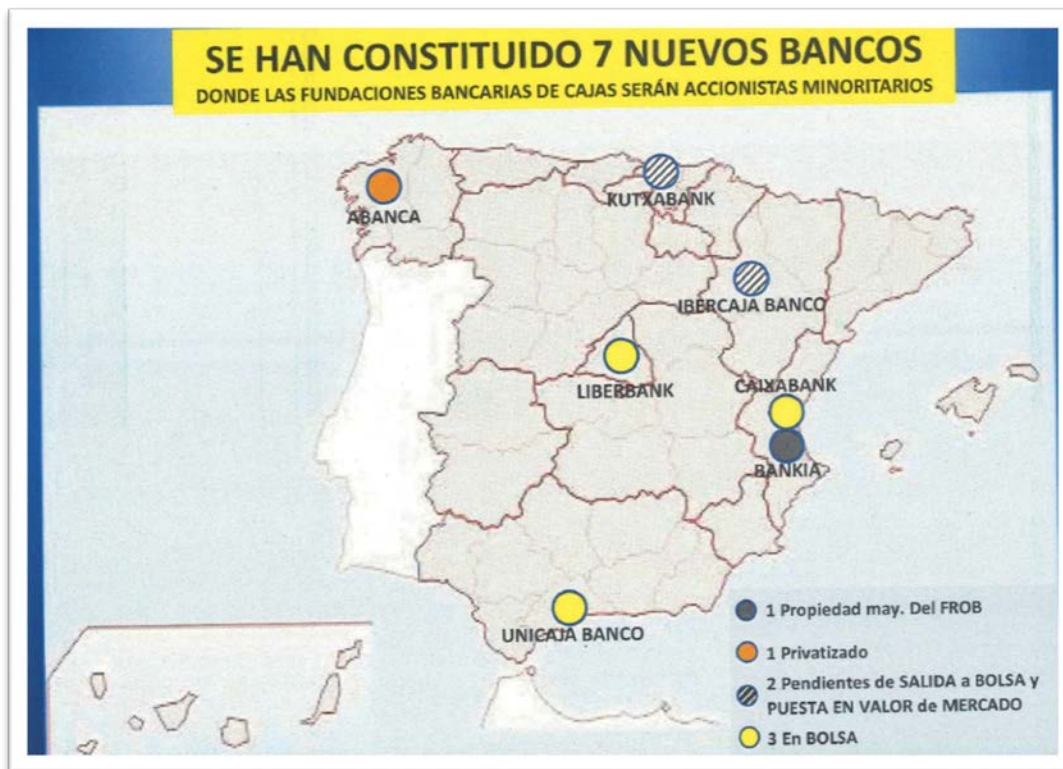 SE HAN CONSTITUIDO 7 NUEVOS BANCOS
DONDE LAS FUNDACIONES BANCARIAS DE CAJAS SERÁN ACCIONISTAS MINORITARIOS
KUTXABANK
ABANCA
IBERCAJA BANCO
LIBERBANK
CAIXABANK
BANKIA
UNICAJA BANCO
1 Propiedad may. Del FROB
1 Privatizado
2 Pendientes de SALIDA a BOLSA y
PUESTA EN VALOR de MERCADO
3 En BOLSA